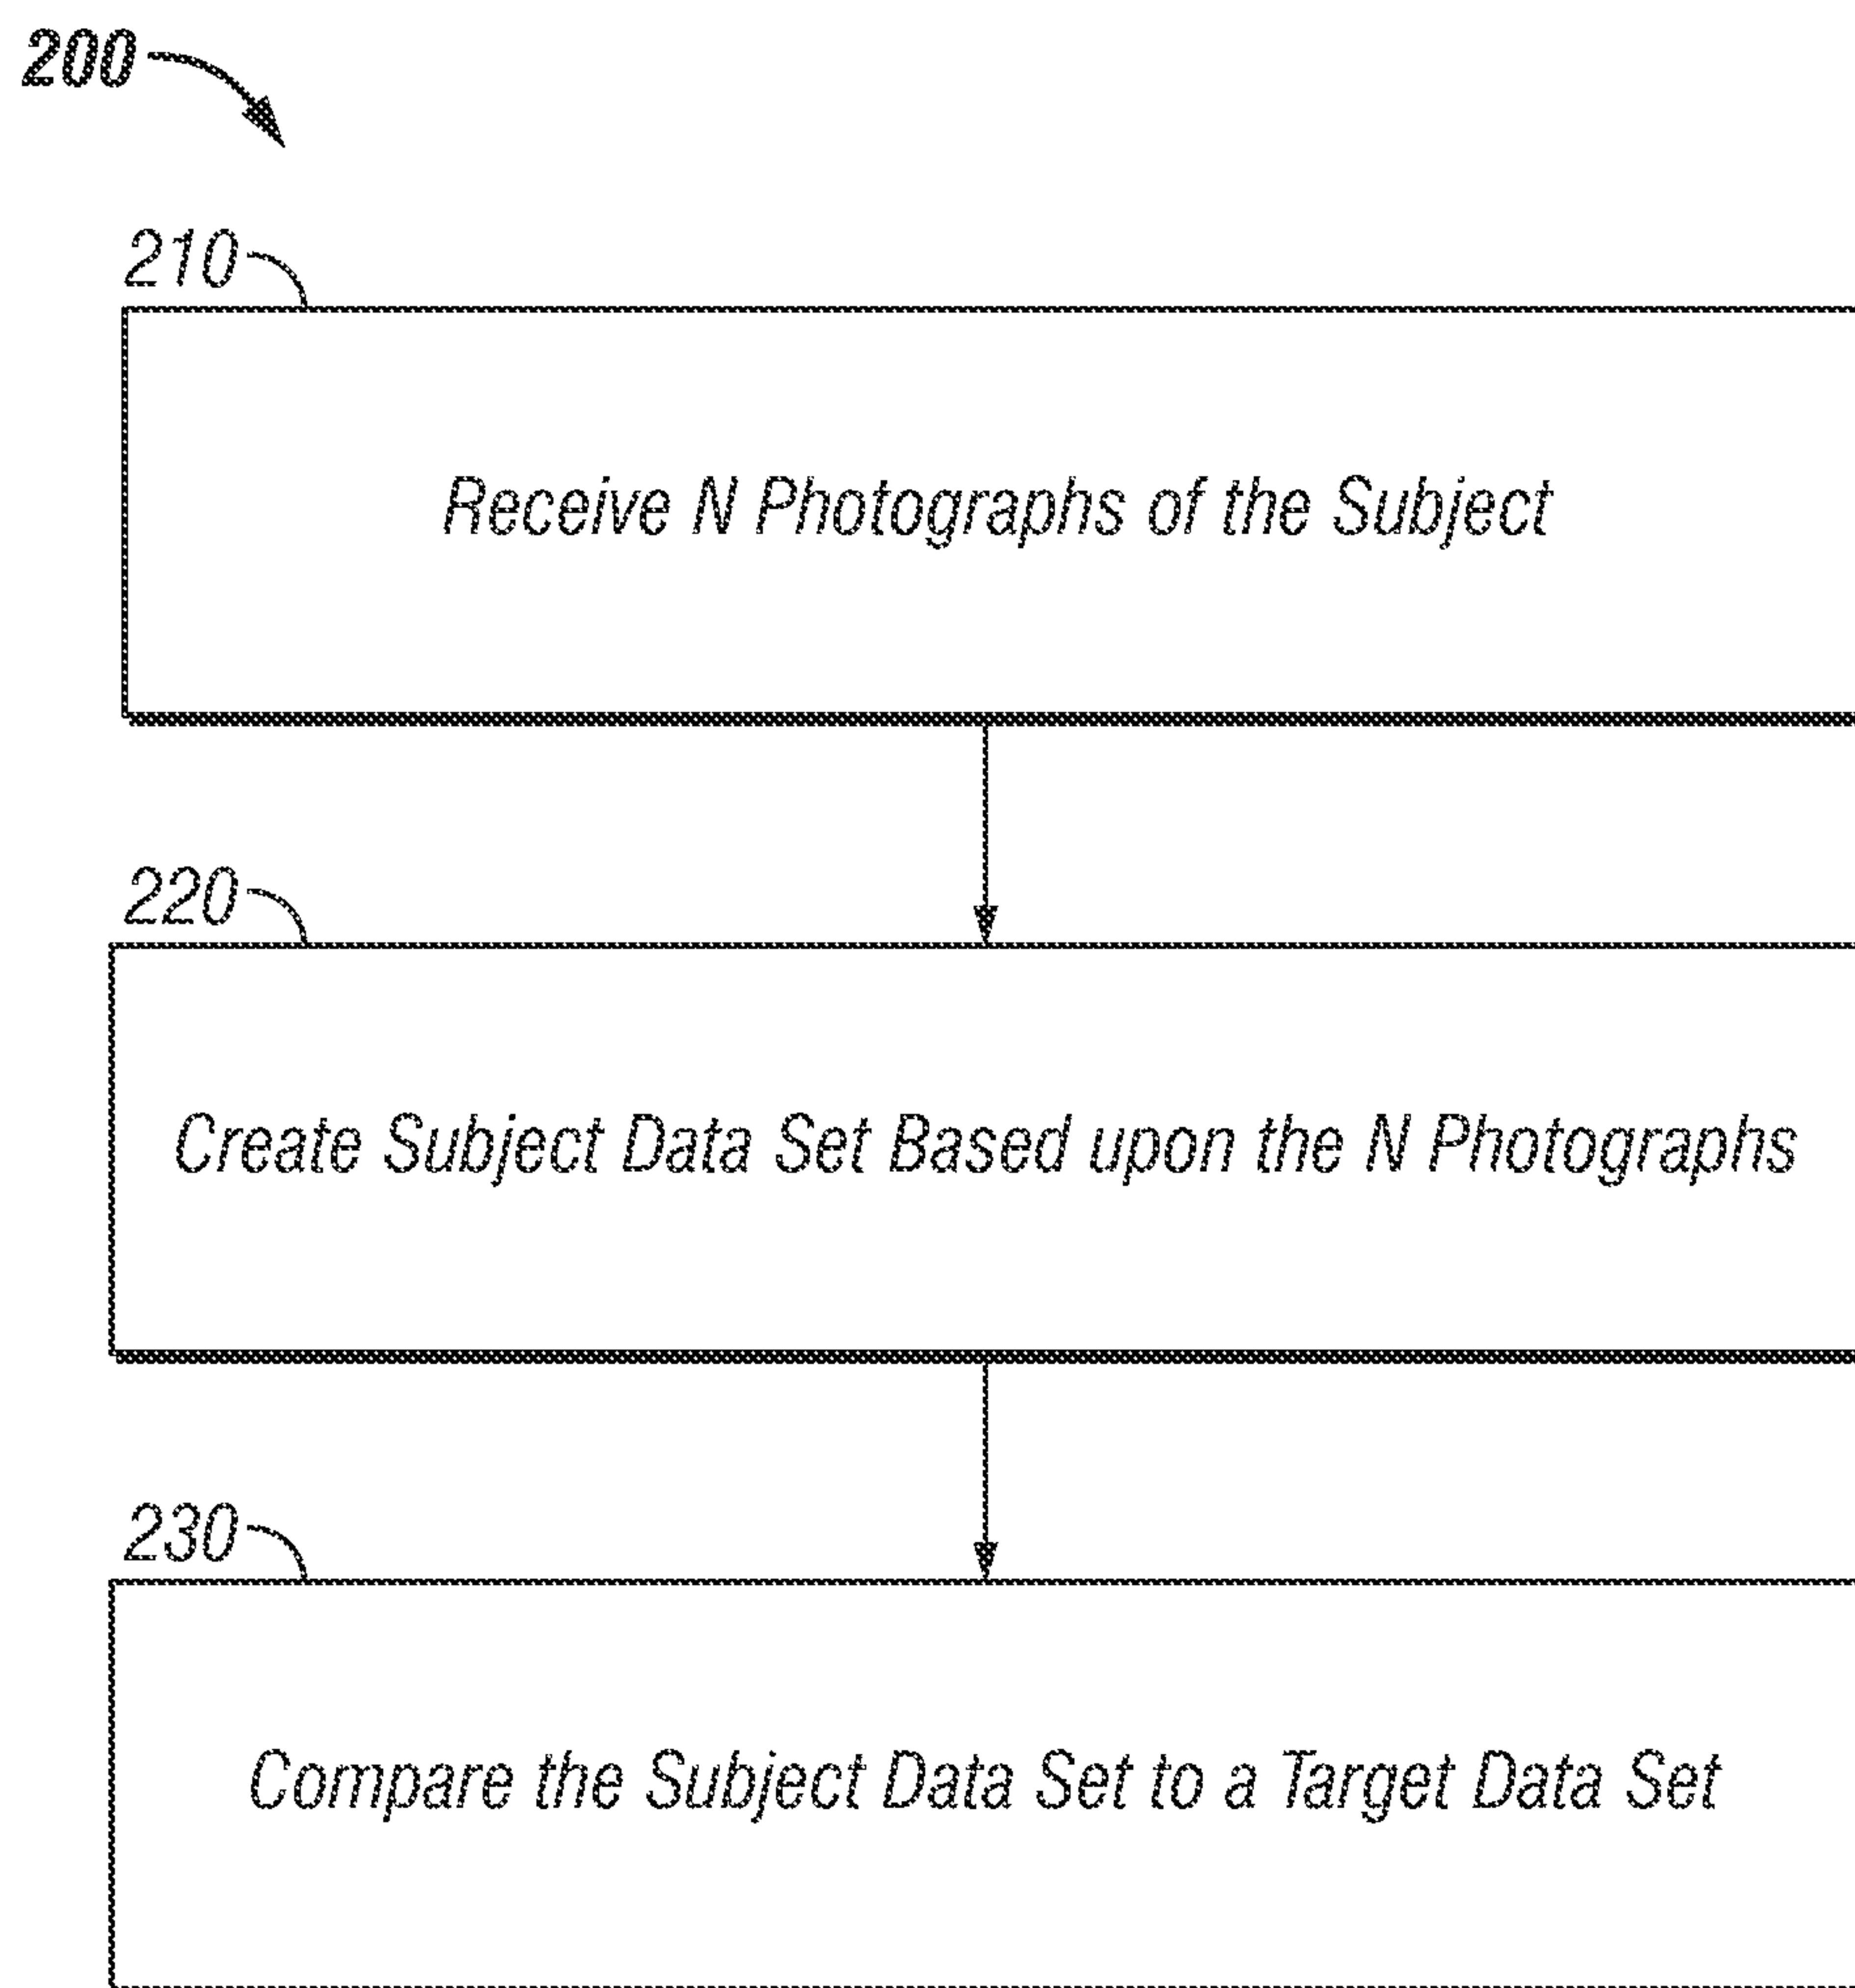 200
210
Receive N Photographs of the Subject
220
Create Subject Data Set Based upon the N Photographs
230
Compare the Subject Data Set to a Target Data Set